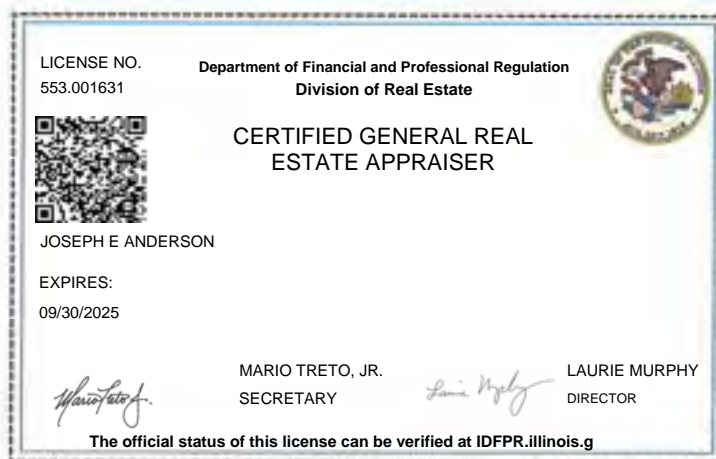 LICENSE NO.
553.001631
Department of Financial and Professional Regulation
Division of Real Estate
CERTIFIED GENERAL REAL
ESTATE APPRAISER
JOSEPH E ANDERSON
EXPIRES:
09/30/2025
MARIO TRETO, JR.
SECRETARY
LAURIE MURPHY
DIRECTOR
The official status of this license can be verified at IDFPR.illinois.g